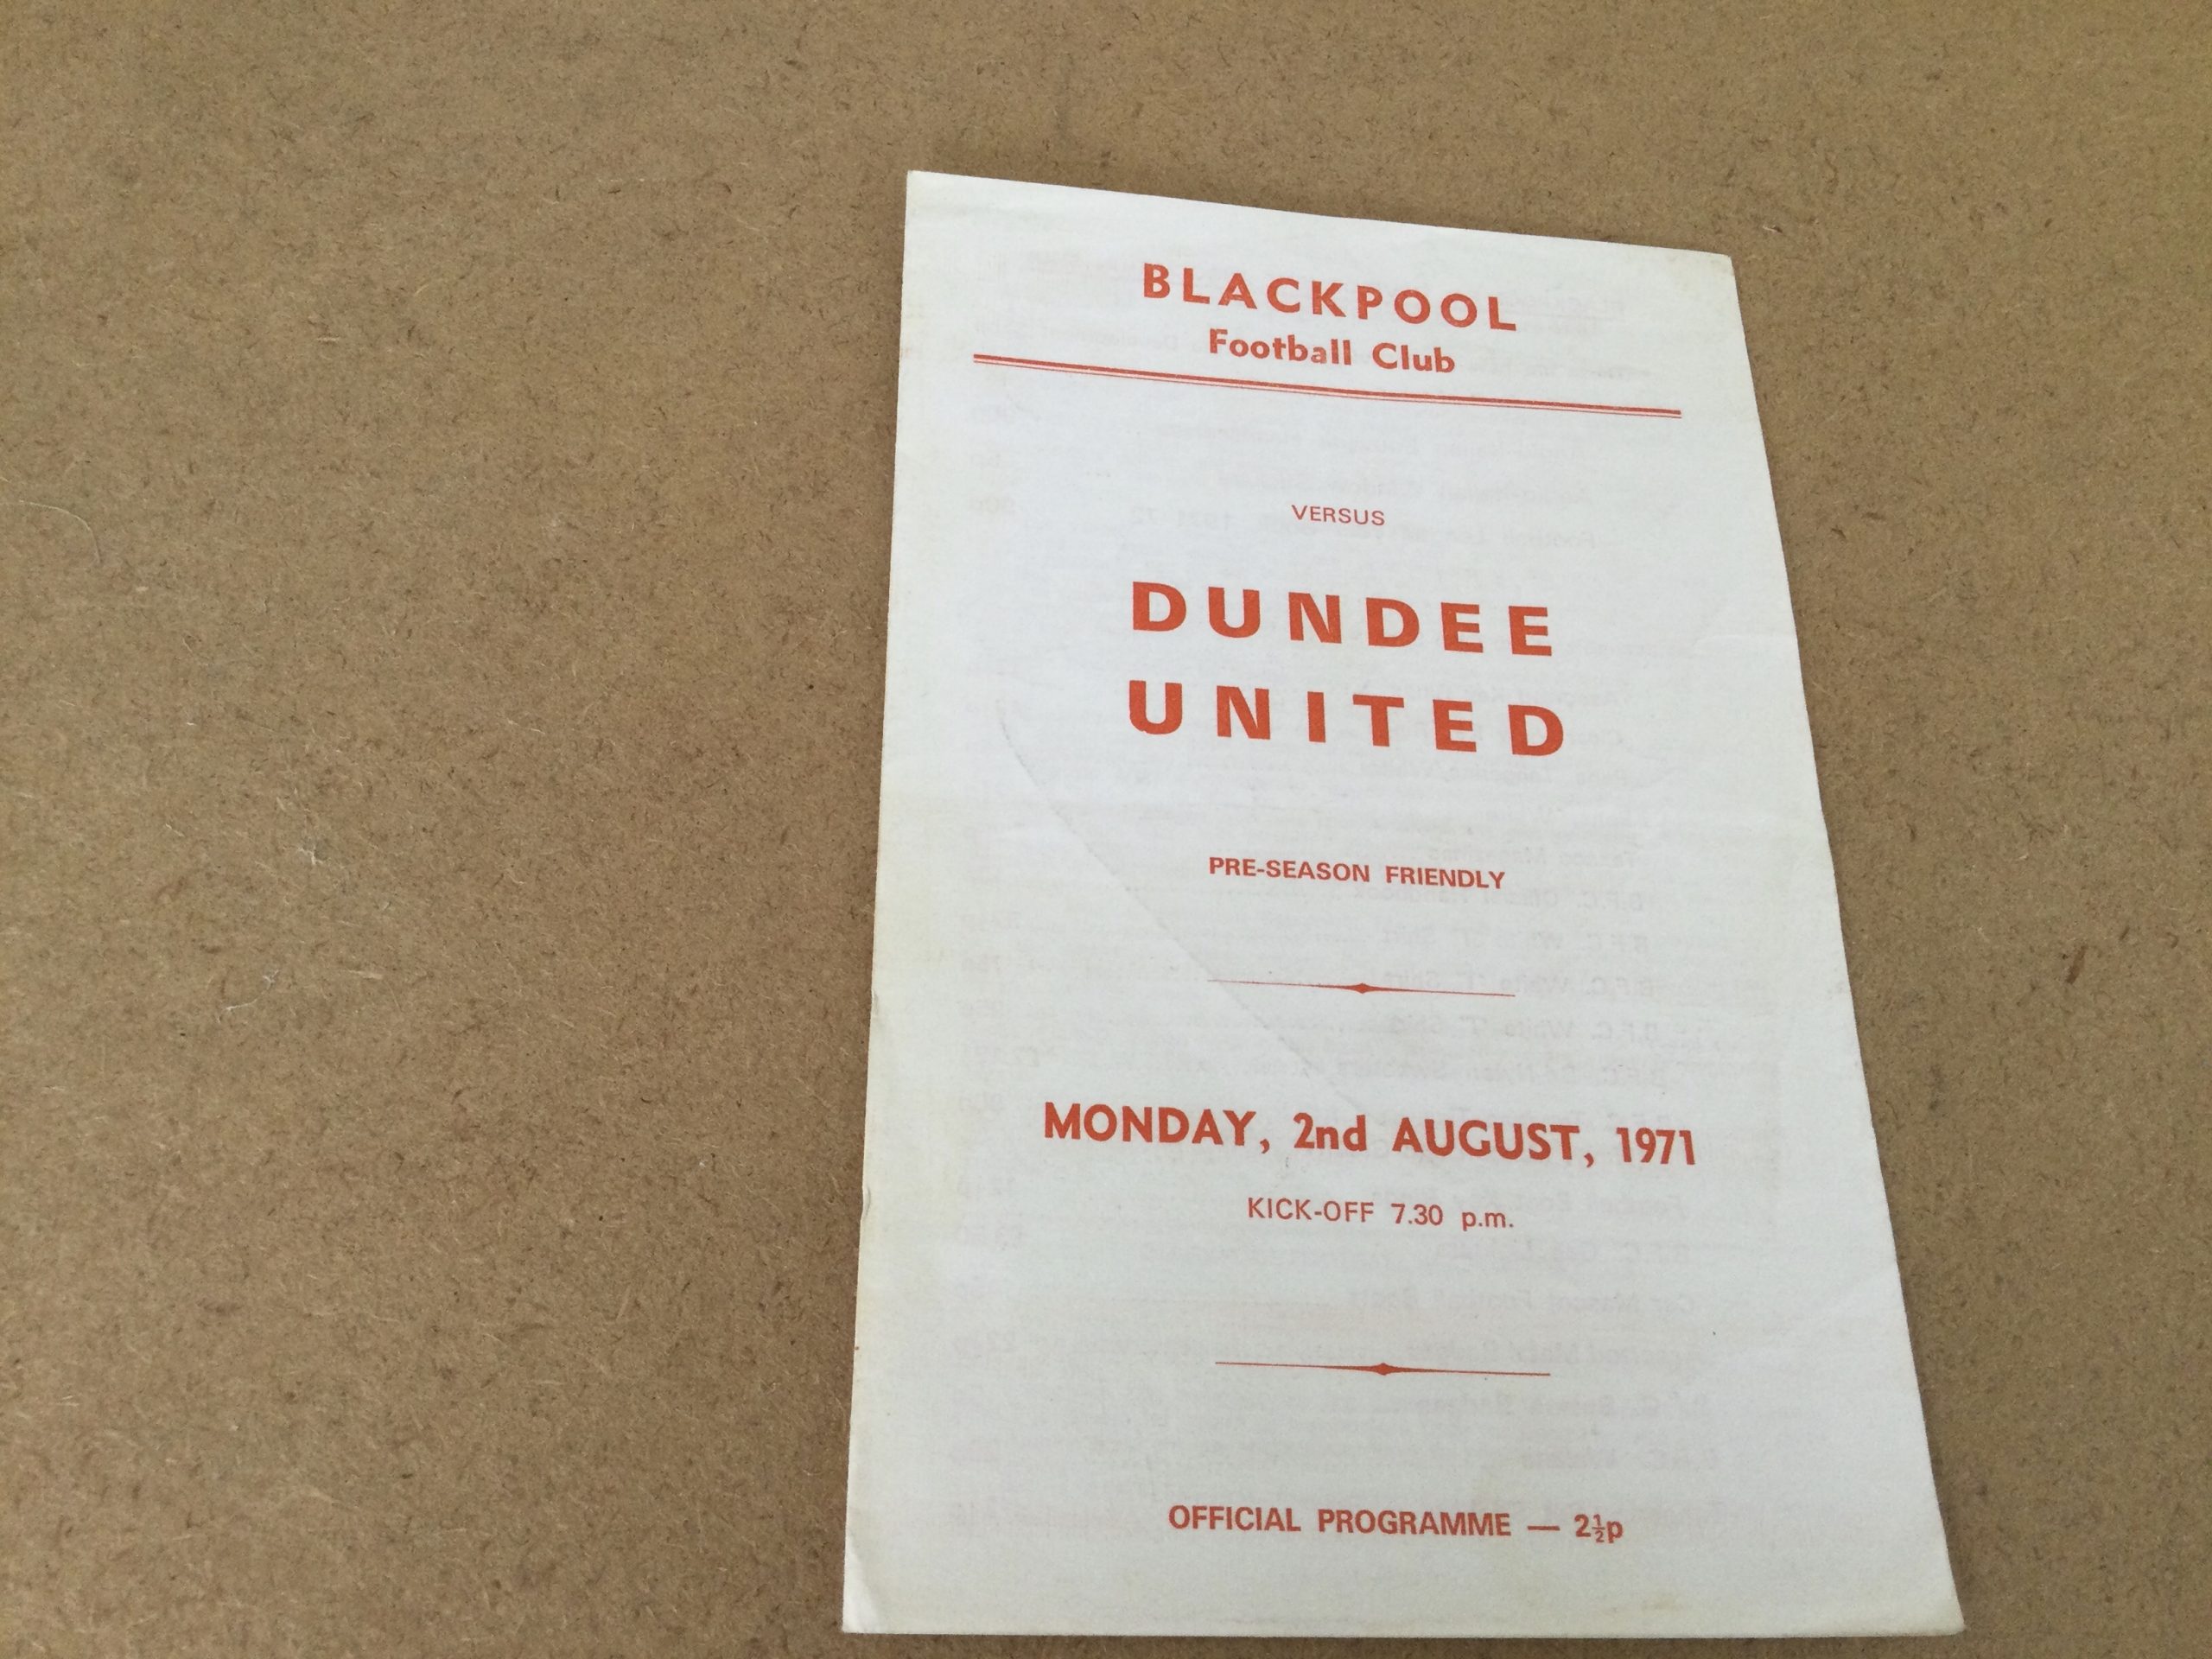 BLACKPOOL
Football Club
VERSUS
DUNDEE
UNITED
PRE-SEASON FRIENDLY
MONDAY, 2nd AUGUST, 1971
KICK-OFF 7.30 p.m.
OFFICIAL PROGRAMME — 2½p